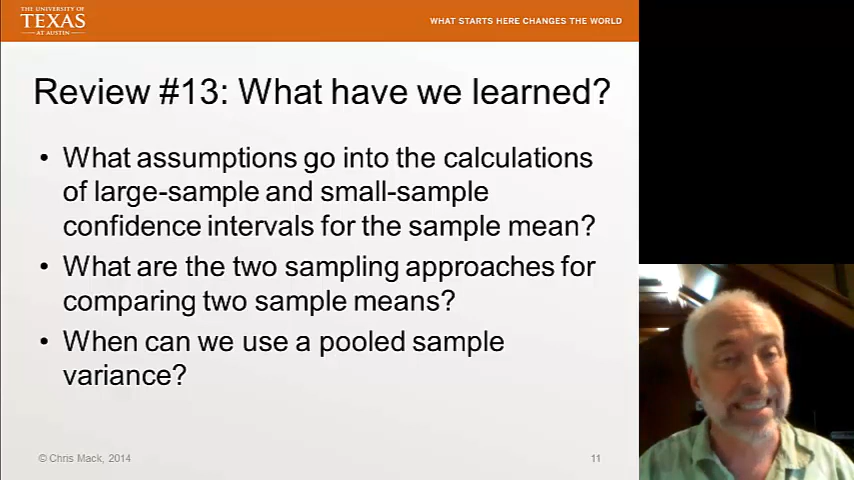 THE UNIVERSITY OF
TEXAS
AT AUSTIN
WHAT STARTS HERE CHANGES THE WORLD
Review #13: What have we learned?
• What assumptions go into the calculations
of large-sample and small-sample
confidence intervals for the sample mean?
• What are the two sampling approaches for
comparing two sample means?
• When can we use a pooled sample
variance?
© Chris Mack, 2014
11